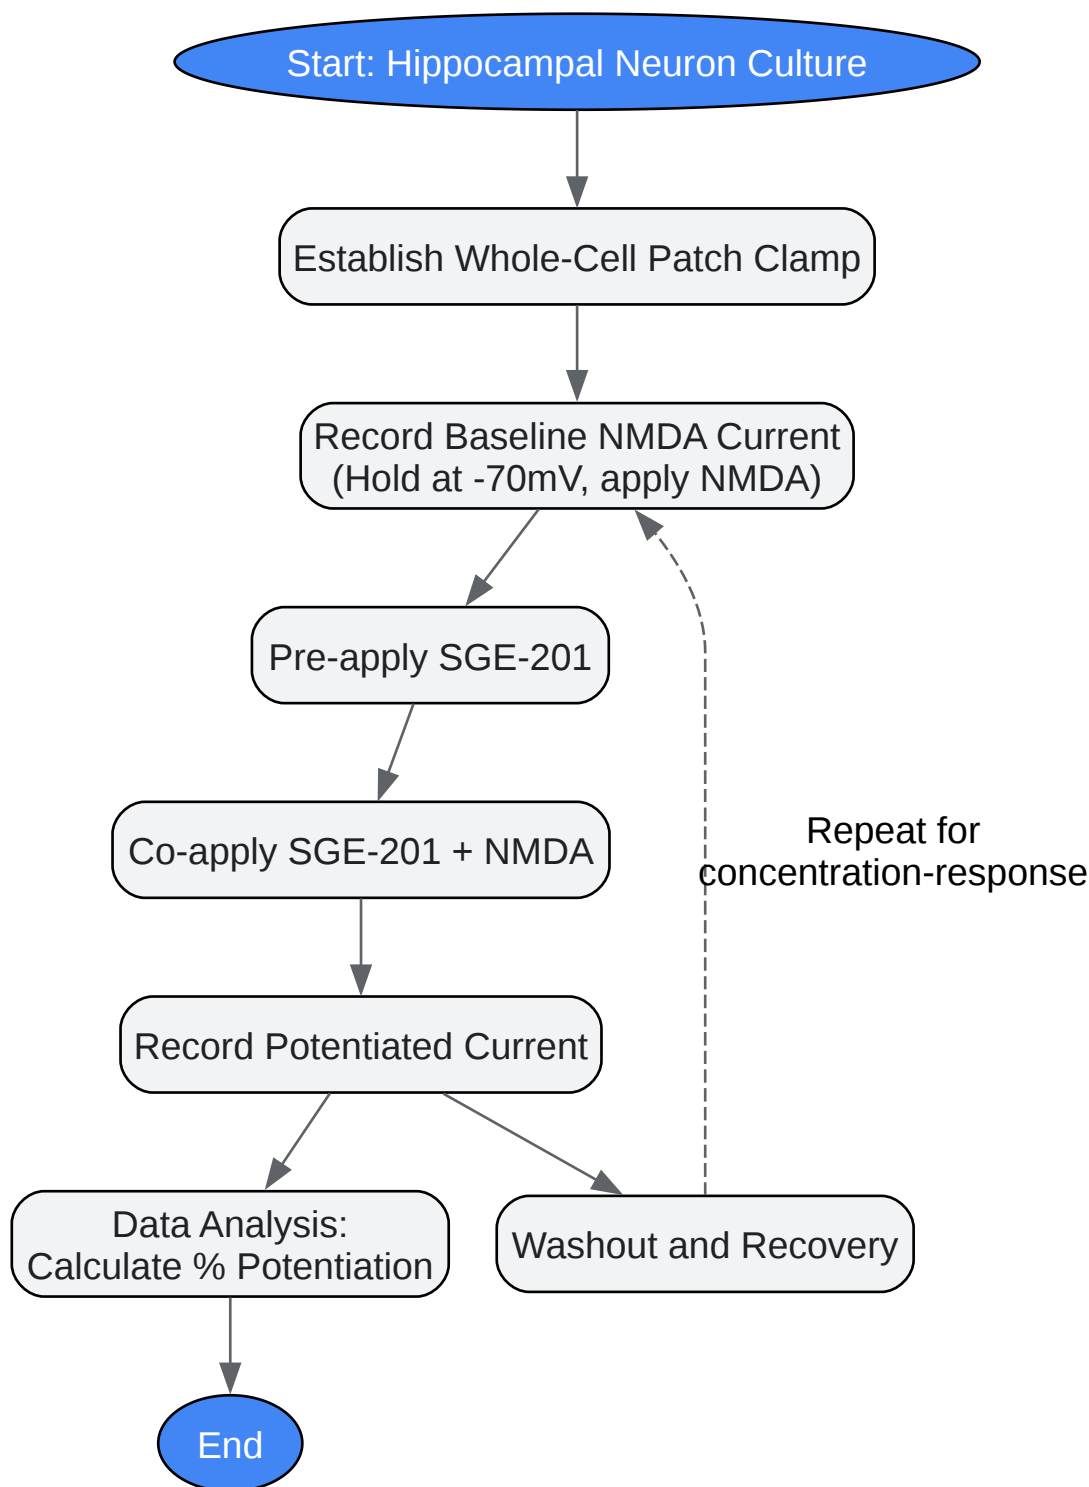 Start: Hippocampal Neuron Culture
Establish Whole-Cell Patch Clamp
Record Baseline NMDA Current
(Hold at -70mV, apply NMDA)
Pre-apply SGE-201
Co-apply SGE-201 + NMDA
Repeat for
concentration-response
Record Potentiated Current
Data Analysis:
Calculate % Potentiation
Washout and Recovery
End